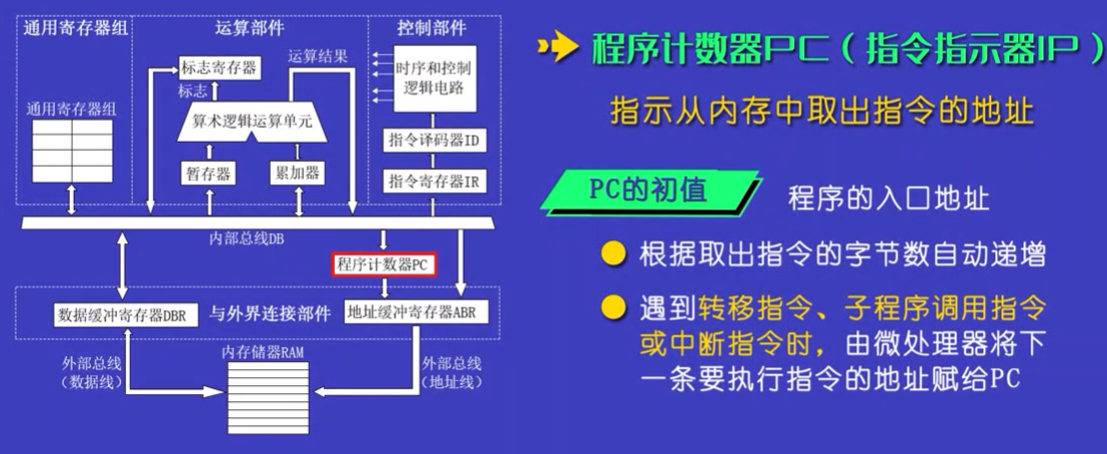 通用寄存器组
运算部件
控制部件
标志寄存器
运算结果
时序和控制
逻辑电路
标志
通用寄存器组
算术逻辑运算单元
指令译码器ID
暂存器
累加器
指令寄存器IR
内部总线DB
程序计数器PC
数据缓冲寄存器DBR
与外界连接部件
地址缓冲寄存器ABR
外部总线
(数据线)
内存储器RAM
外部总线
(地址线)
程序计数器PC(指令指示器IP)
指示从内存中取出指令的地址
PC的初值
程序的入口地址
根据取出指令的字节数自动递增
遇到转移指令、子程序调用指令
或中断指令时，由微处理器将下
一条要执行指令的地址赋给PC